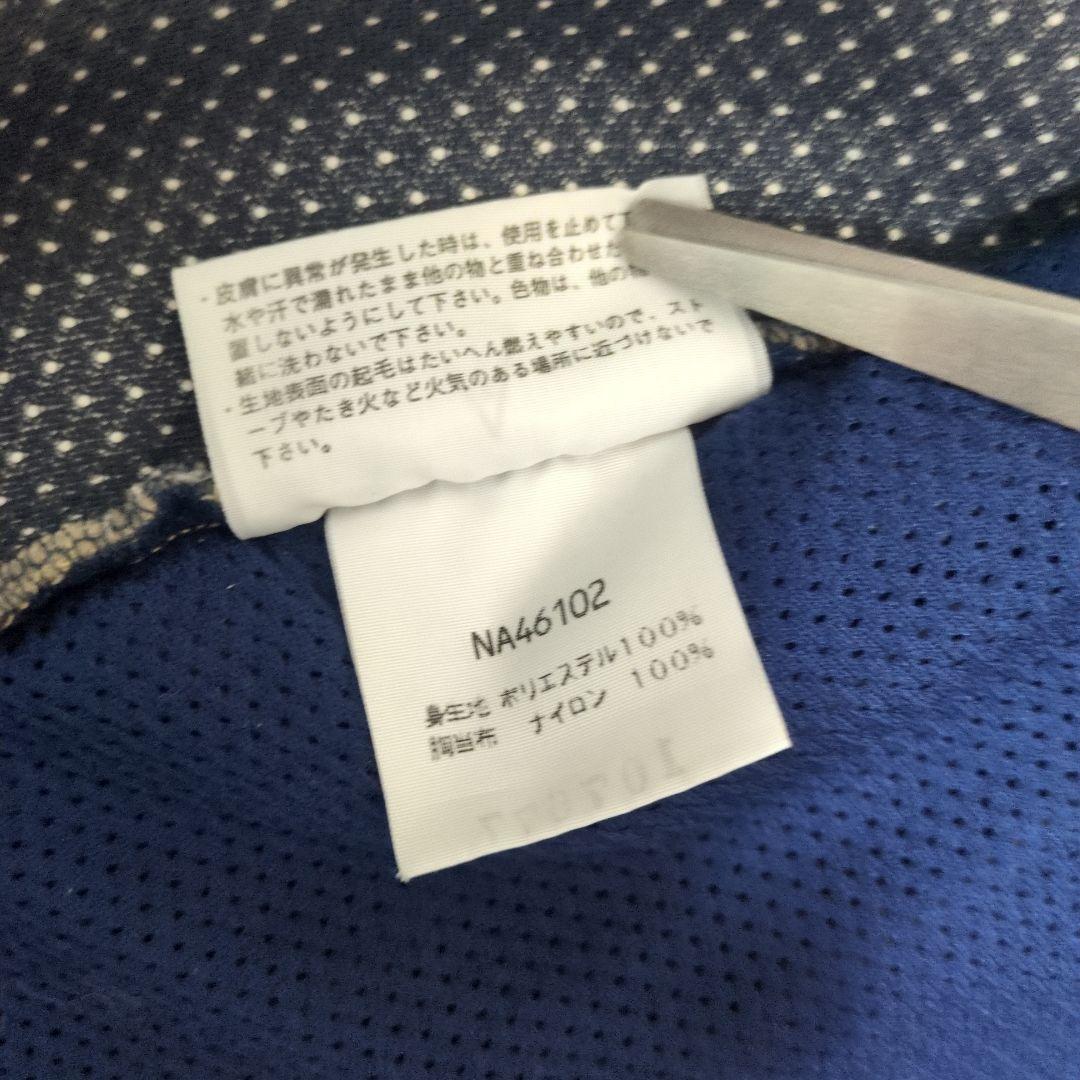 ・皮膚に異常が発生した時は、使用を止めて下
水や汗で濡れたまま他の物と重ね合わせた
置しないようにして下さい。色物は、他の
緒に洗わないで下さい。
・生地表面の起毛はたいへん燃えやすいので、スト
ーブやたき火など火気のある場所に近づけないで
下さい。
NA46102
身生地 ポリエステル100%
胸当布 ナイロン 100%